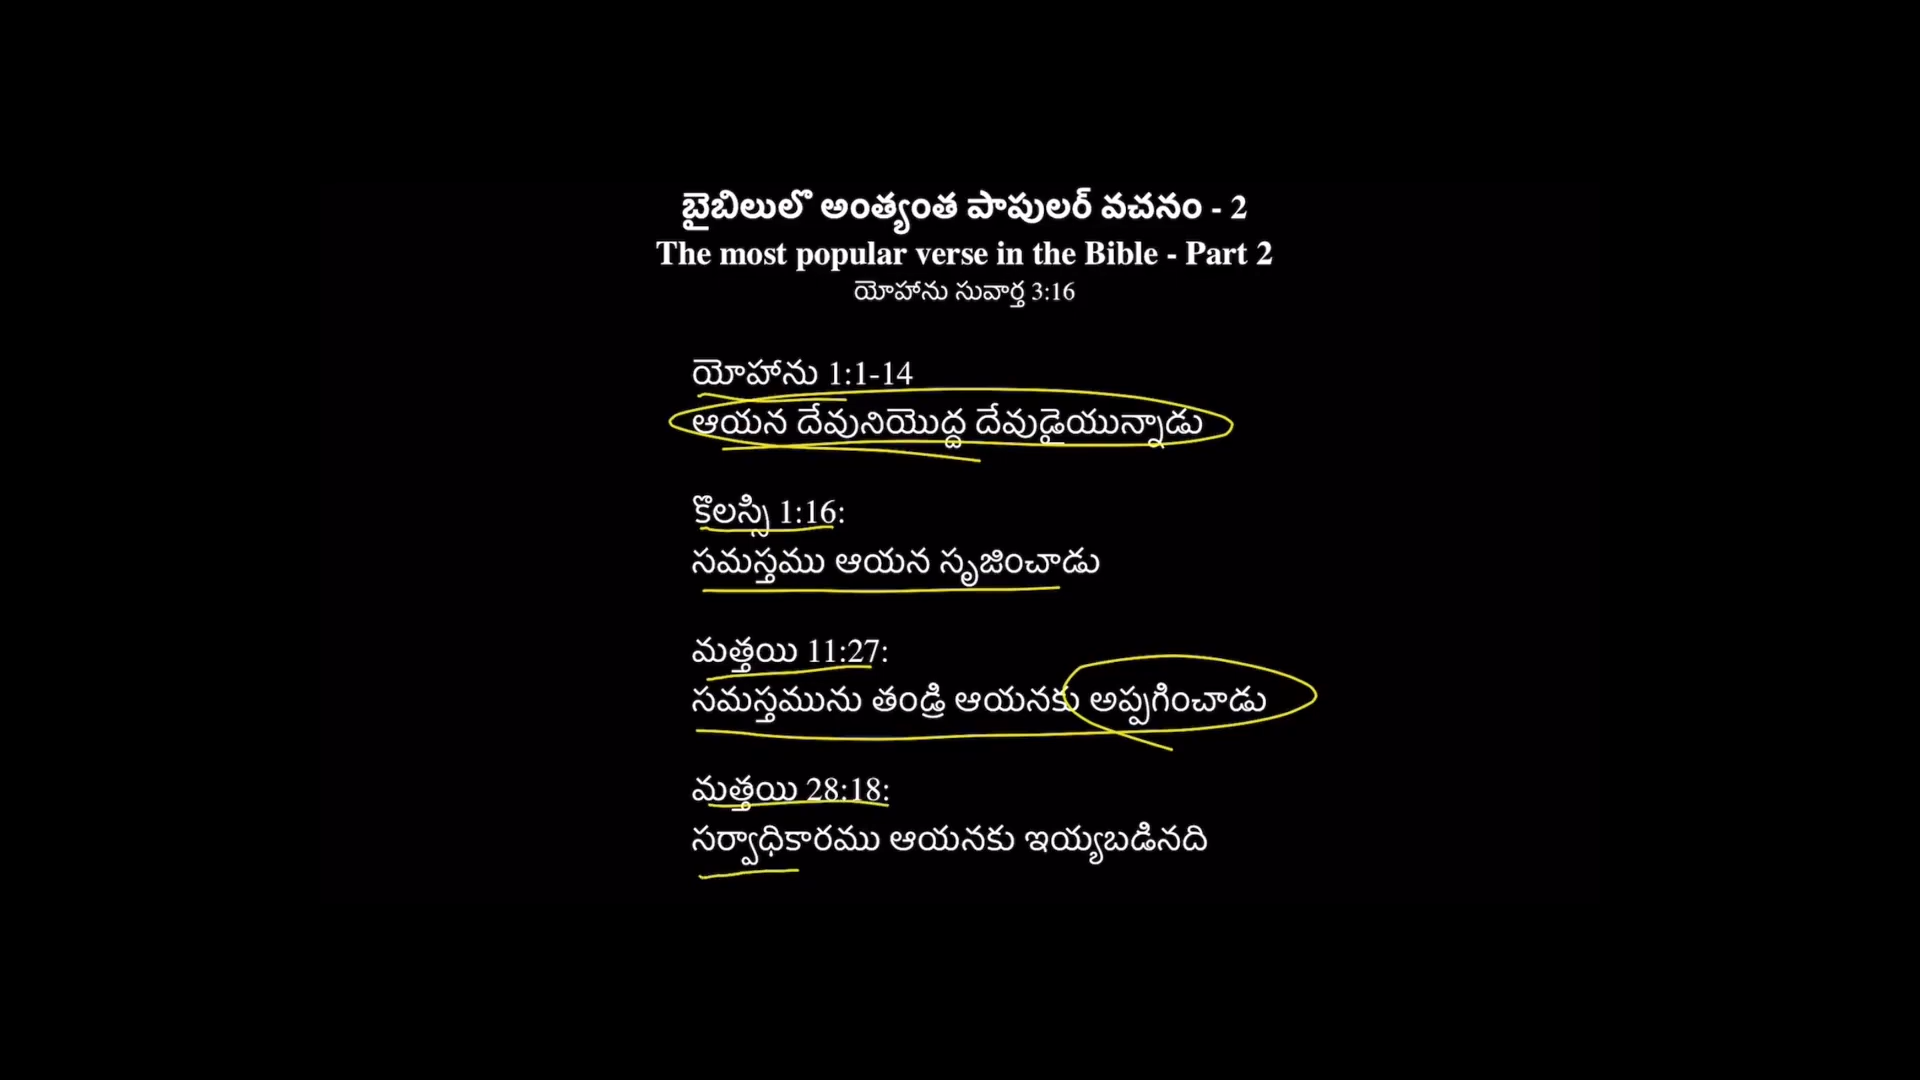 బైబిలులొ అంత్యంత పాపులర్ వచనం - 2
The most popular verse in the Bible - Part 2
యోహాను సువార్త 3:16
యోహాను 1:1-14
ఆయన దేవునియొద్ద దేవుడైయున్నాడు
కొలస్సి 1:16:
సమస్తము ఆయన సృజించాడు
మత్తయి 11:27:
సమస్తమును తండ్రి ఆయనకు అప్పగించాడు
మత్తయి 28:18:
సర్వాధికారము ఆయనకు ఇయ్యబడినది